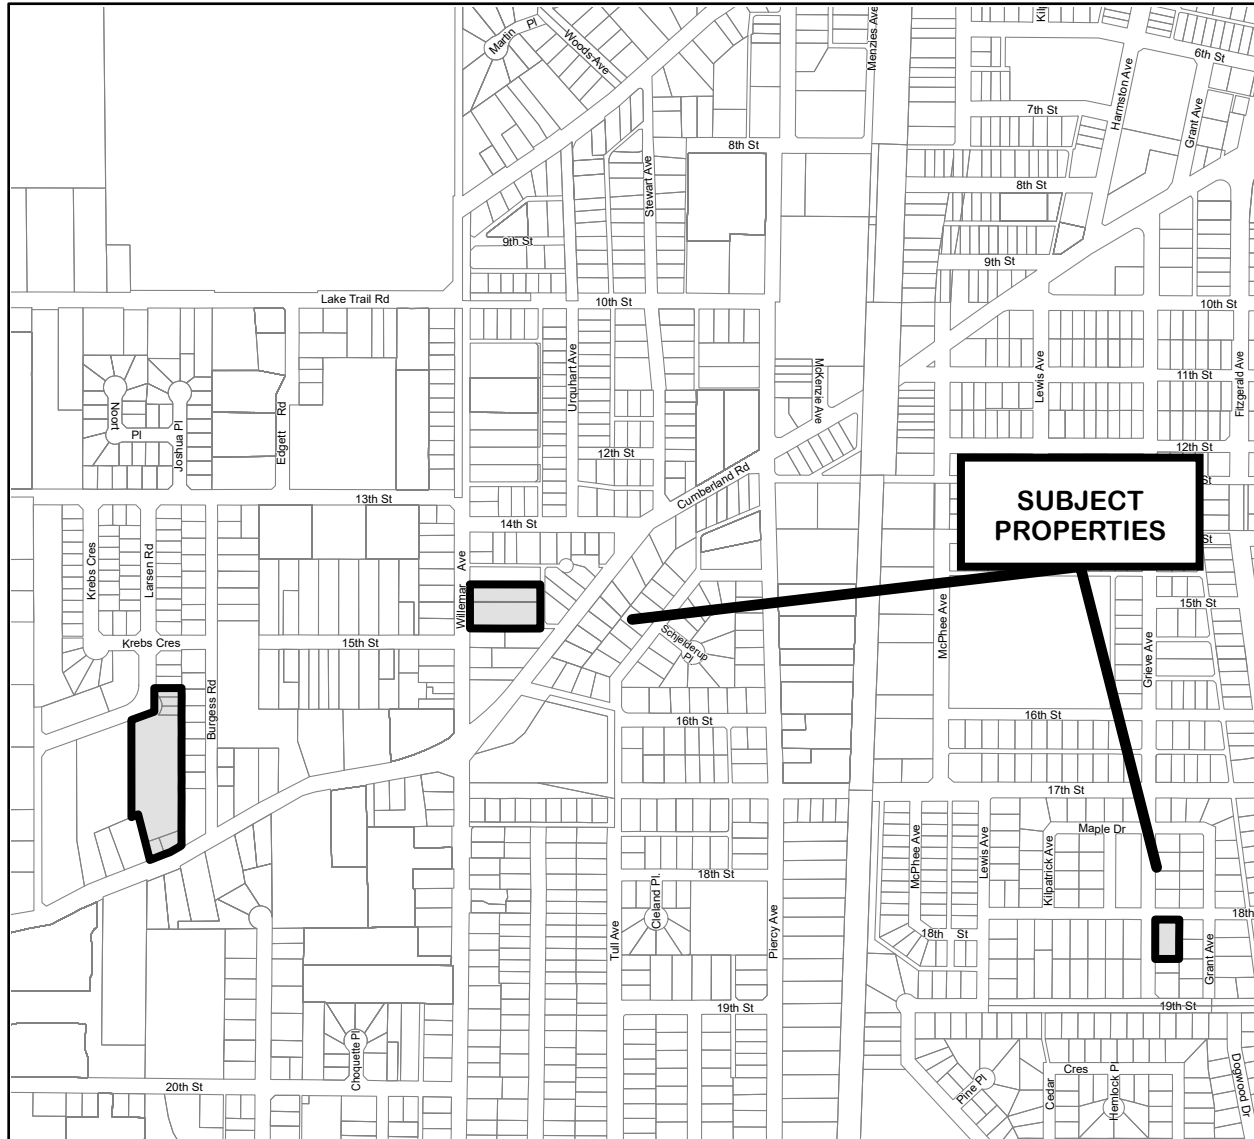 Martin Pl
Woods Ave
Menzies Ave
Kil
6th St
Harmston Ave
Grant Ave
7th St
8th St
8th St
Stewart Ave
9th St
9th St
Lake Trail Rd
10th St
10th St
Urquhart Ave
McKenzie Ave
Lewis Ave
11th St
Fitzgerald Ave
Noort
Pl
Joshua Pl
Edgett Rd
12th St
12th St
Cumberland Rd
13th St
St
SUBJECT
PROPERTIES
14th St
St
Krebs Cres
Larsen Rd
Willemar Ave
McPhee Ave
15th St
Krebs Cres
15th St
Schjelderup
Pl
Grieve Ave
Burgess Rd
16th St
16th St
17th St
Maple Dr
McPhee Ave
Lewis Ave
Kilpatrick Ave
18th St
Cleland Pl.
18th
18th St
Tull Ave
Piercy Ave
Grant Ave
19th St
19th St
Choquette Pl
20th St
Pine Pl
Cedar
Cres
Hemlock Pl
Dogwood Dr